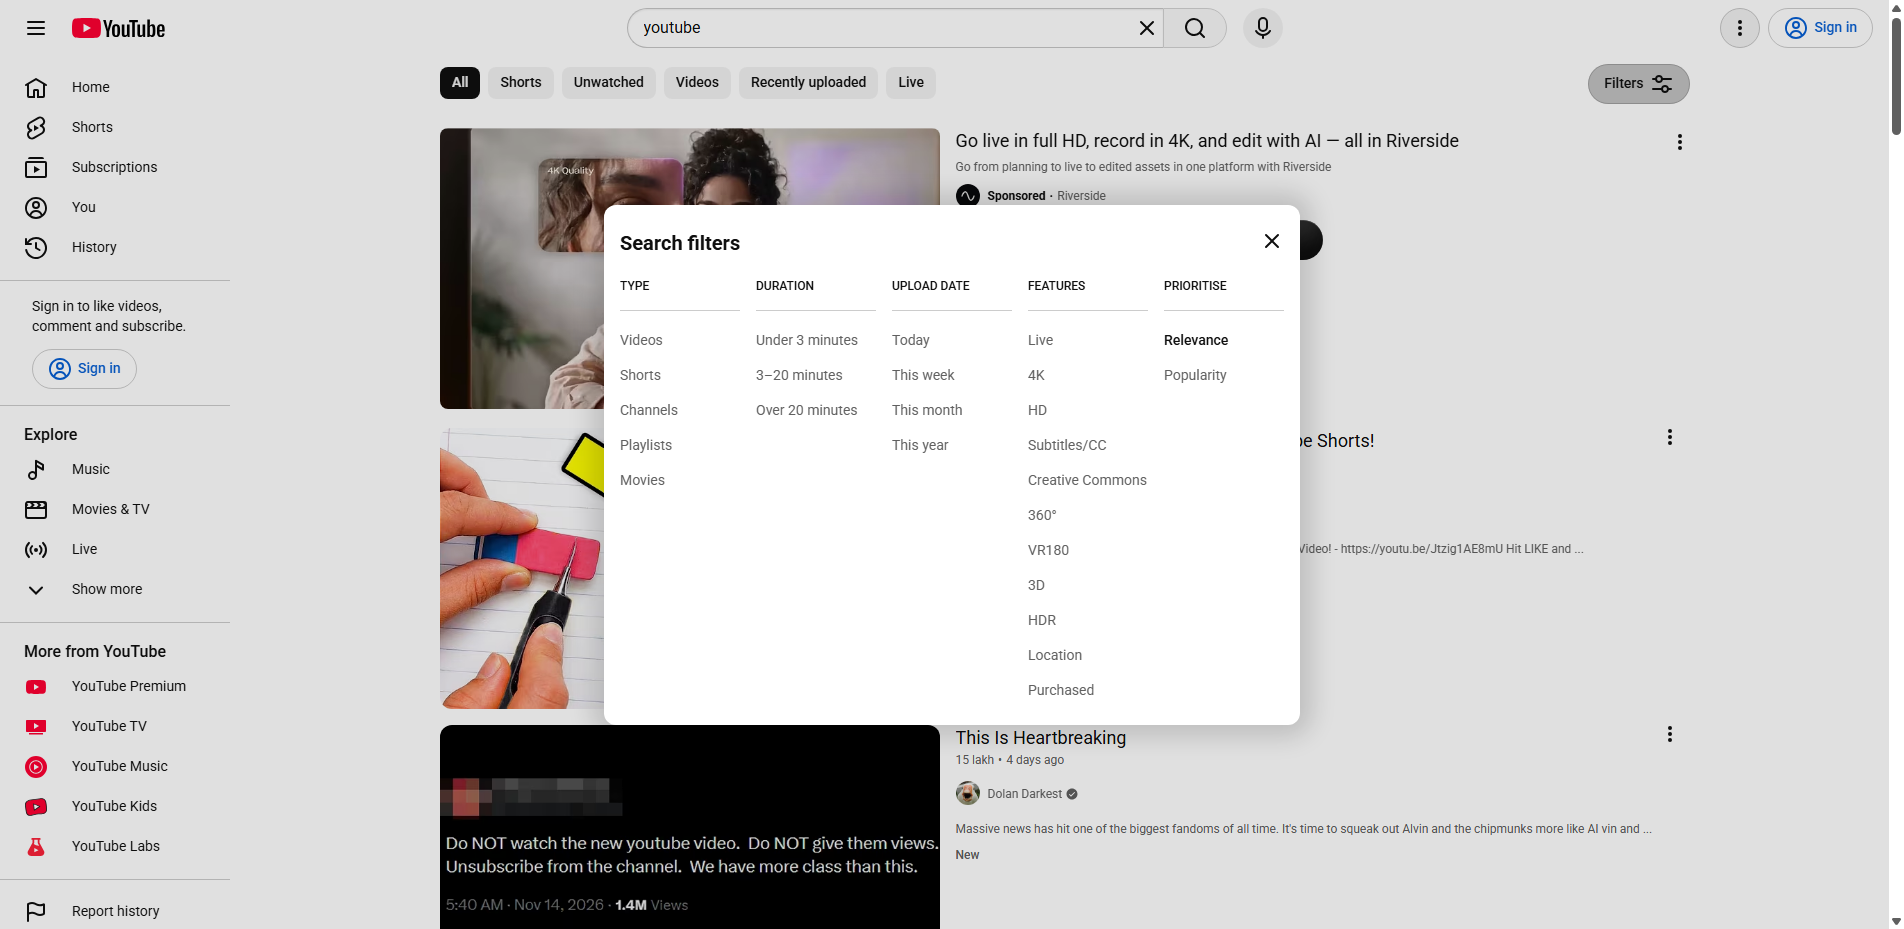 YouTube
youtube
Sign in
Home
Shorts
Subscriptions
You
History
Sign in to like videos,
comment and subscribe.
Sign in
Explore
Music
Movies & TV
Live
Show more
More from YouTube
YouTube Premium
YouTube TV
YouTube Music
YouTube Kids
YouTube Labs
Report history
All Shorts Unwatched Videos Recently uploaded Live
Filters
4K Quality
Go live in full HD, record in 4K, and edit with AI — all in Riverside
Go from planning to live to edited assets in one platform with Riverside
Sponsored · Riverside
Search filters
TYPE
Videos
Shorts
Channels
Playlists
Movies
DURATION
Under 3 minutes
3–20 minutes
Over 20 minutes
UPLOAD DATE
Today
This week
This month
This year
FEATURES
Live
4K
HD
Subtitles/CC
Creative Commons
360°
VR180
3D
HDR
Location
Purchased
PRIORITISE
Relevance
Popularity
Shorts!
- https://youtu.be/Jtzig1AE8mU Hit LIKE and ...
Do NOT watch the new youtube video. Do NOT give them views.
Unsubscribe from the channel. We have more class than this.
5:40 AM · Nov 14, 2026 · 1.4M Views
This Is Heartbreaking
15 lakh • 4 days ago
Dolan Darkest
Massive news has hit one of the biggest fandoms of all time. It's time to squeak out Alvin and the chipmunks more like AI vin and ...
New